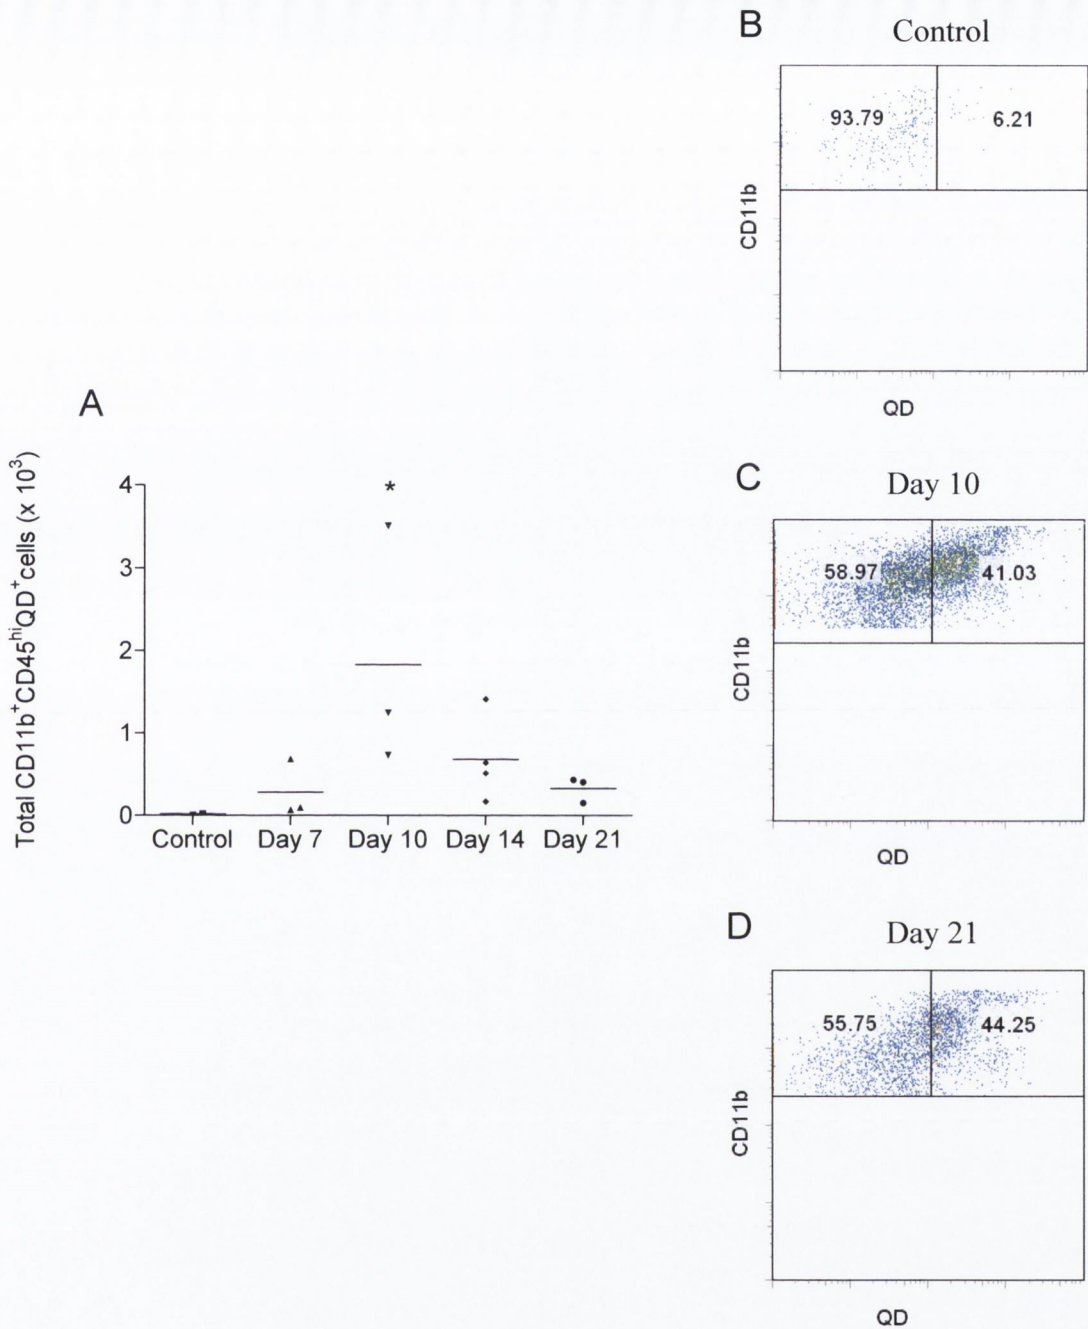 A
Total CD11b⁺CD45ʰⁱQD⁺cells (x 10³)
4
*
3
2
1
0
Control Day 7 Day 10 Day 14 Day 21
B
Control
93.79 6.21
CD11b
QD
C
Day 10
58.97 41.03
CD11b
QD
D
Day 21
55.75 44.25
CD11b
QD